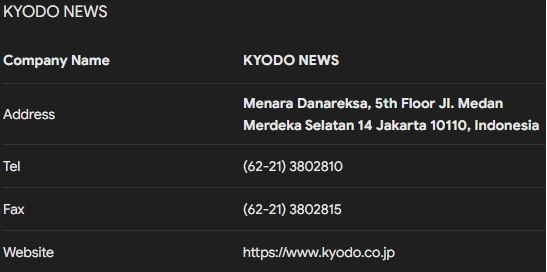 KYODO NEWS
Company Name KYODO NEWS
Address Menara Danareksa, 5th Floor Jl. Medan
Merdeka Selatan 14 Jakarta 10110, Indonesia
Tel (62-21) 3802810
Fax (62-21) 3802815
Website https://www.kyodo.co.jp